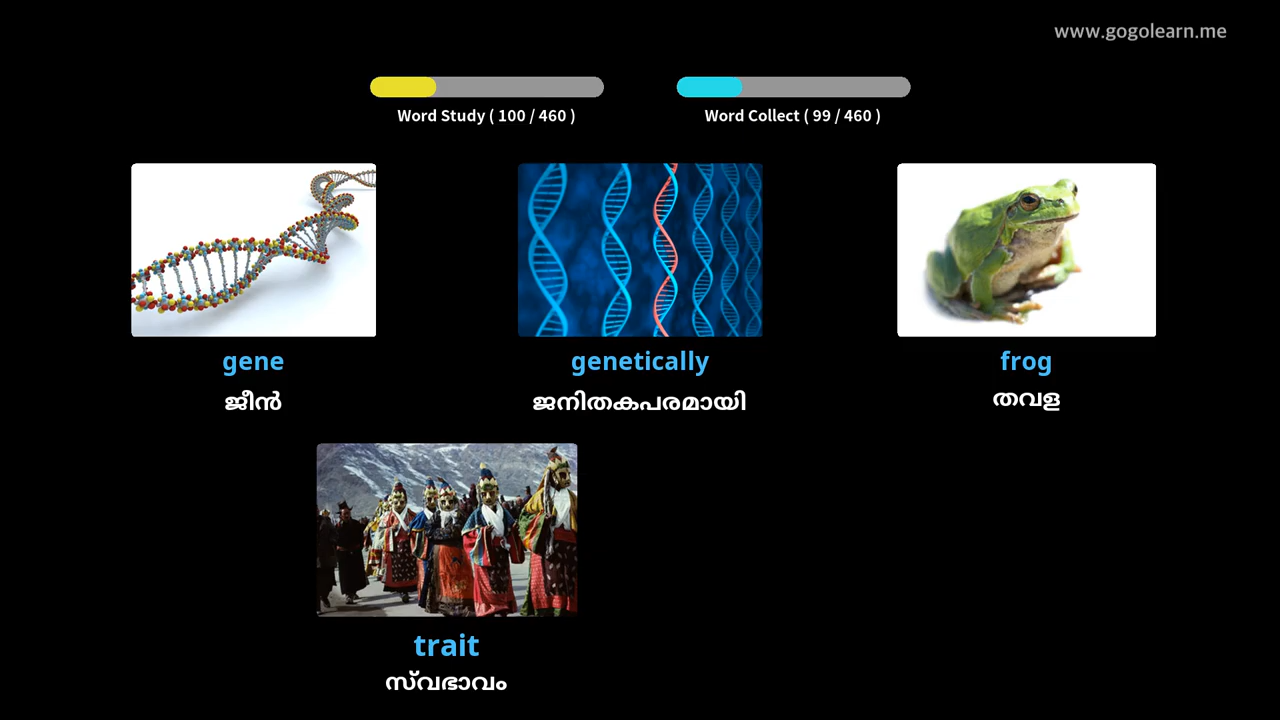 www.gogolearn.me
Word Study ( 100 / 460 )
Word Collect ( 99 / 460 )
gene
ജീൻ
genetically
ജനിതകപരമായി
frog
തവള
trait
സ്വഭാവം